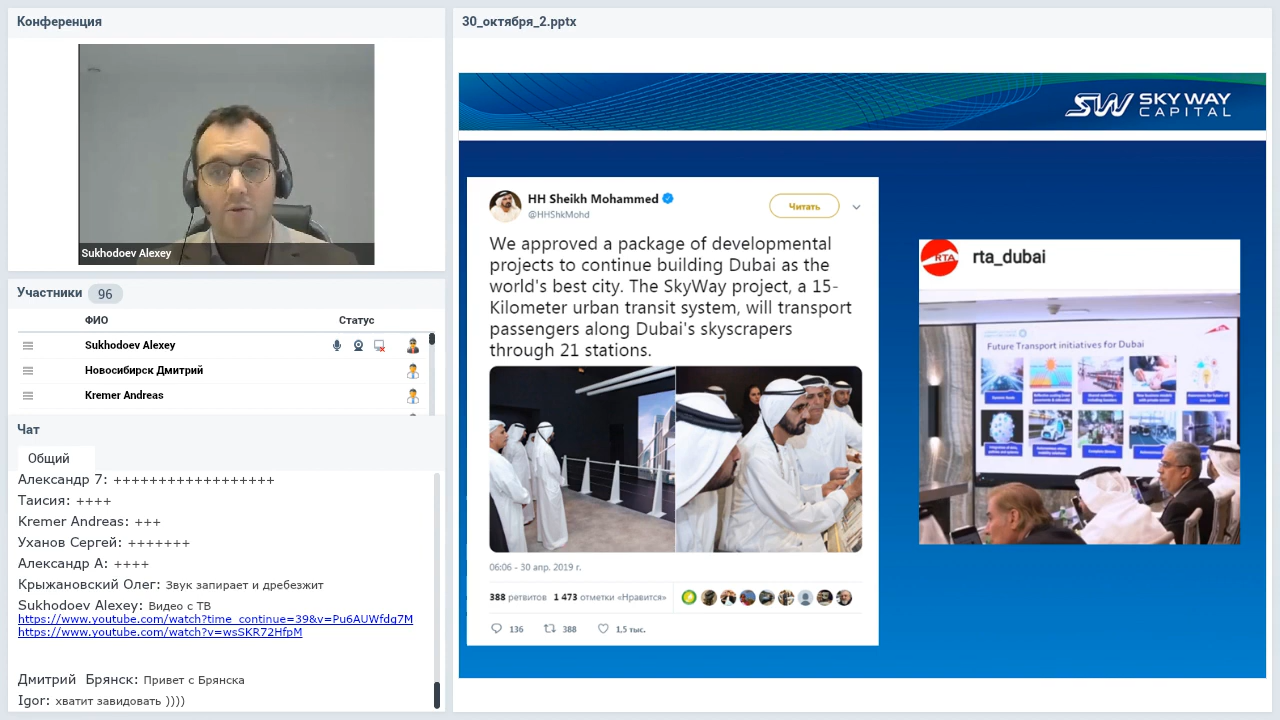 Конференция
Sukhodoev Alexey
Участники 96
ФИО Статус
Sukhodoev Alexey
Новосибирск Дмитрий
Kremer Andreas
Чат
Общий
Александр 7: ++++++++++++++++++
Таисия: ++++
Kremer Andreas: +++
Уханов Сергей: +++++++
Александр А: ++++
Крыжановский Олег: Звук запирает и дребезжит
Sukhodoev Alexey: Видео с ТВ
https://www.youtube.com/watch?time_continue=39&v=Pu6AUWfdg7M
https://www.youtube.com/watch?v=wsSKR72HfpM
Дмитрий Брянск: Привет с Брянска
Igor: хватит завидовать ))))
30_октября_2.pptx
SW SKY WAY
CAPITAL
HH Sheikh Mohammed
@HHShkMohd
Читать
We approved a package of developmental
projects to continue building Dubai as the
world's best city. The SkyWay project, a 15-
Kilometer urban transit system, will transport
passengers along Dubai's skyscrapers
through 21 stations.
06:06 - 30 апр. 2019 г.
388 ретвитов 1 473 отметки «Нравится»
136 388 1,5 тыс.
RTA rta_dubai
Future Transport initiatives for Dubai